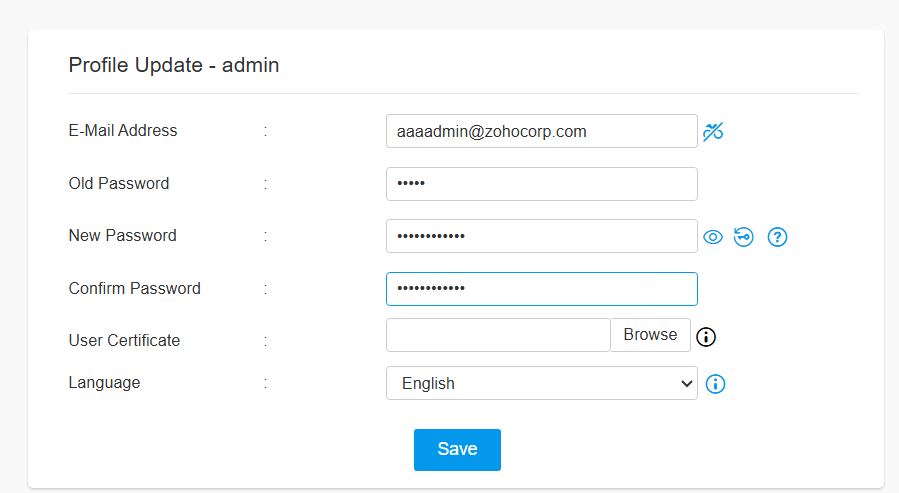 Profile Update - admin
E-Mail Address : aaaadmin@zohocorp.com
Old Password : •••••
New Password : ••••••••••••
Confirm Password : ••••••••••••
User Certificate : Browse
Language : English
Save